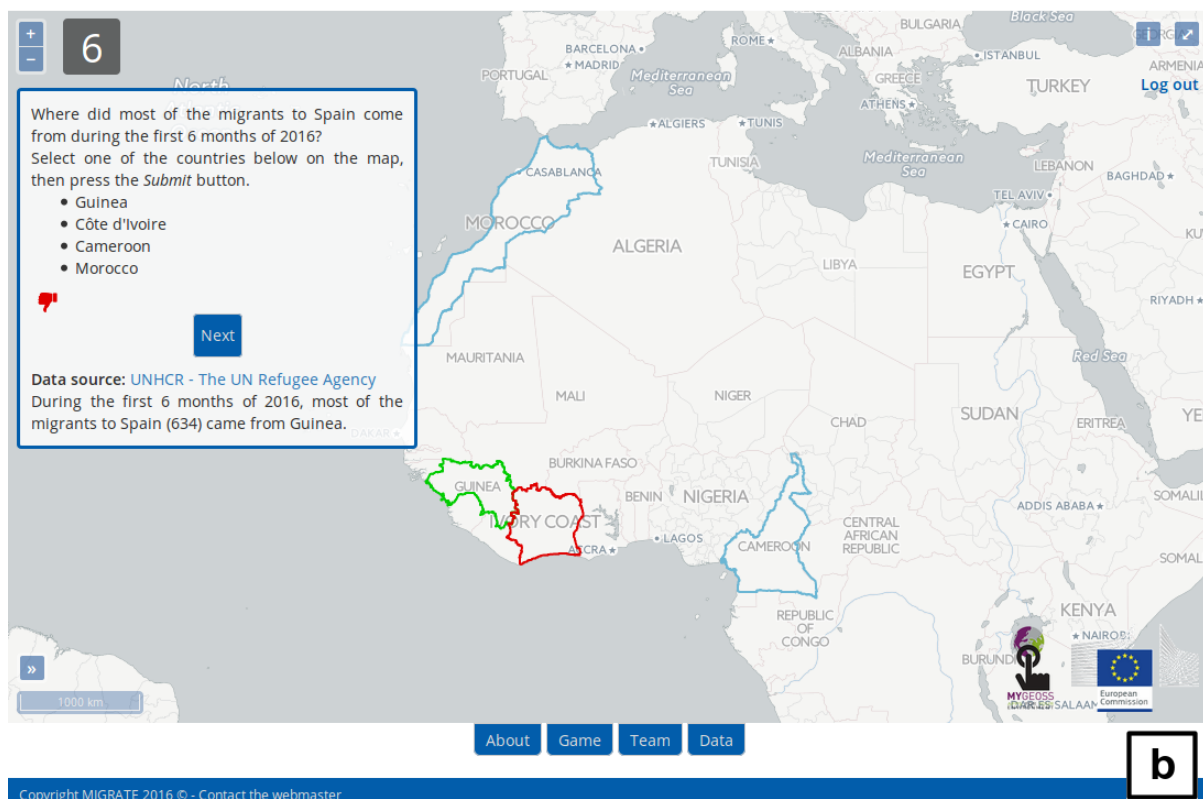 +
−
6
i
Log out
Where did most of the migrants to Spain come
from during the first 6 months of 2016?
Select one of the countries below on the map,
then press the Submit button.
• Guinea
• Côte d'Ivoire
• Cameroon
• Morocco
Next
Data source: UNHCR - The UN Refugee Agency
During the first 6 months of 2016, most of the
migrants to Spain (634) came from Guinea.
North
BULGARIA
Black Sea
BARCELONA
ROME
MADRID
ALBANIA
ISTANBUL
PORTUGAL
Mediterranean
Sea
GREECE
TURKEY
ARMENIA
ATHENS
ALGIERS
TUNIS
TUNISIA
Mediterranean
Sea
LEBANON
BAGHDAD
CASABLANCA
TEL AVIV
MOROCCO
CAIRO
ALGERIA
LIBYA
EGYPT
RIYADH
MAURITANIA
Red Sea
MALI
NIGER
CHAD
SUDAN
ERITREA
YE
DAKAR
BURKINA FASO
GUINEA
BENIN
NIGERIA
SOMALIL
IVORY COAST
ADDIS ABABA
ACCRA
LAGOS
CAMEROON
CENTRAL
AFRICAN
REPUBLIC
SOMAL
REPUBLIC
OF
CONGO
KENYA
NAIROBI
BURUNDI
»
1000 km
MYGEOSS
DAR ES SALAAM
European
Commission
About
Game
Team
Data
b
Copyright MIGRATE 2016 © - Contact the webmaster